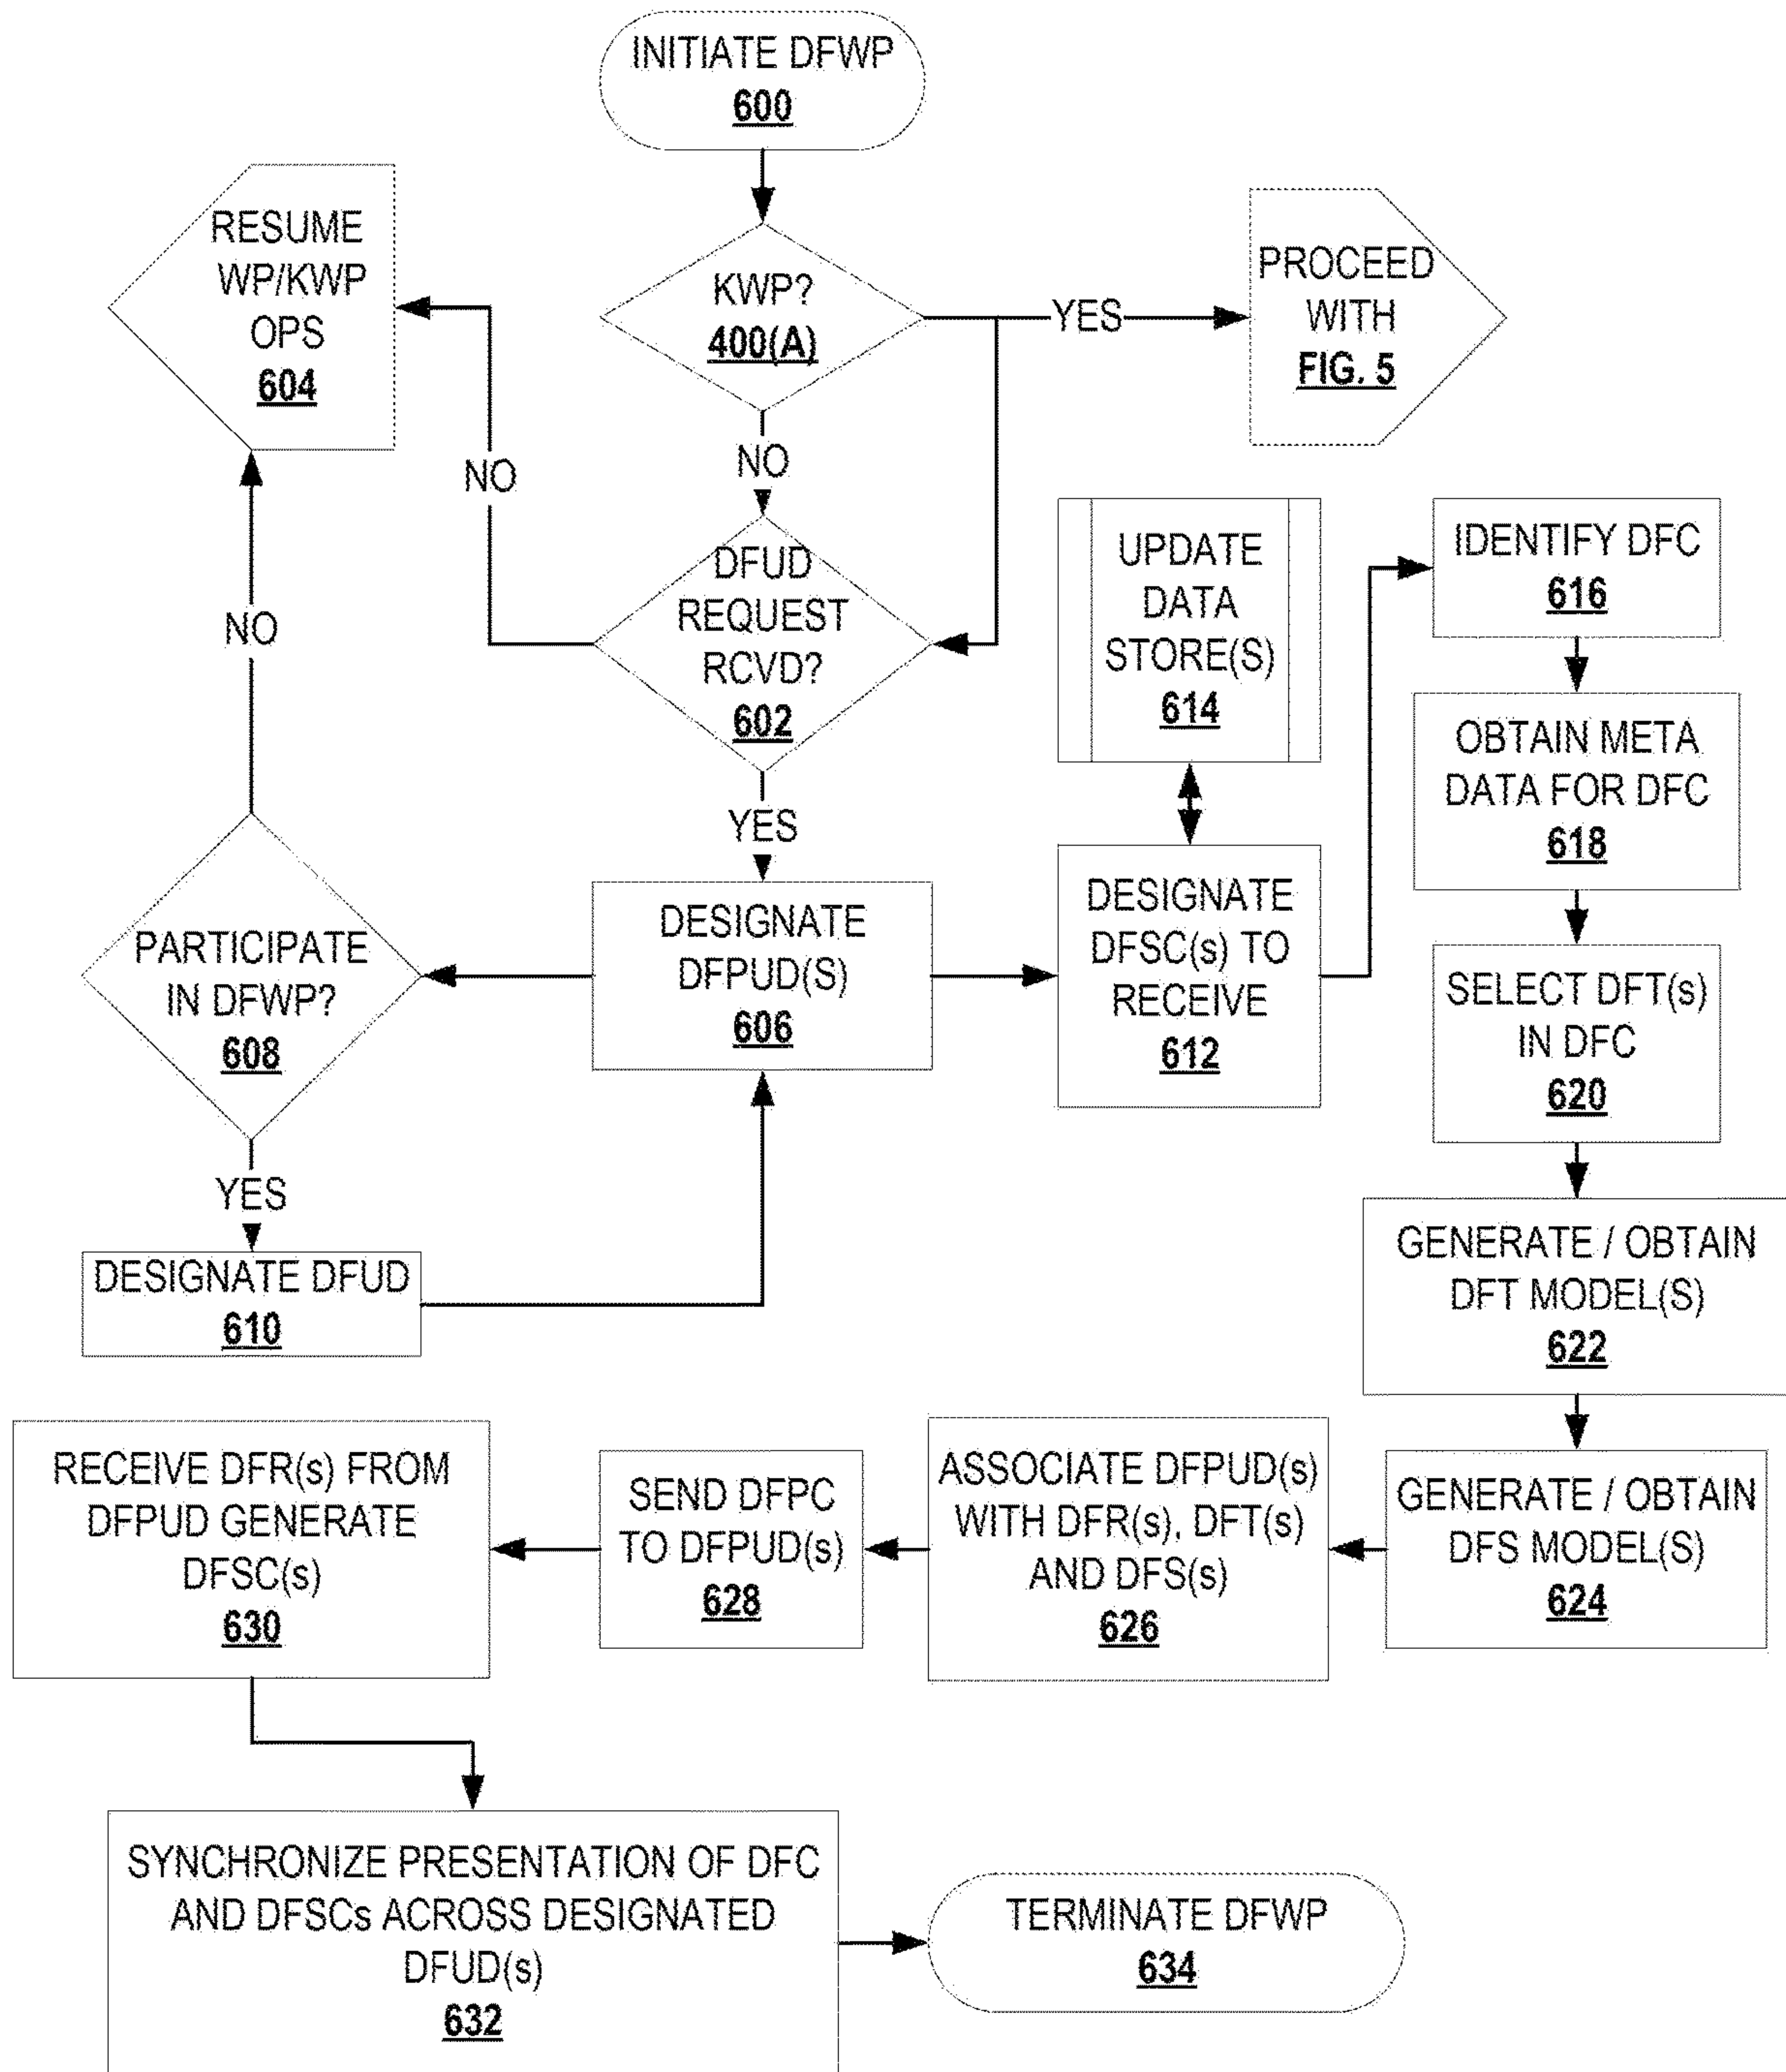 INITIATE DFWP
600
RESUME
WP/KWP
OPS
604
KWP?
400(A)
YES
PROCEED
WITH
FIG. 5
NO
NO
DFUD
REQUEST
RCVD?
602
UPDATE
DATA
STORE(S)
614
IDENTIFY DFC
616
NO
OBTAIN META
DATA FOR DFC
618
YES
PARTICIPATE
IN DFWP?
608
DESIGNATE
DFPUD(S)
606
DESIGNATE
DFSC(s) TO
RECEIVE
612
SELECT DFT(s)
IN DFC
620
YES
DESIGNATE DFUD
610
GENERATE / OBTAIN
DFT MODEL(S)
622
RECEIVE DFR(s) FROM
DFPUD GENERATE
DFSC(s)
630
SEND DFPC
TO DFPUD(s)
628
ASSOCIATE DFPUD(s)
WITH DFR(s), DFT(s)
AND DFS(s)
626
GENERATE / OBTAIN
DFS MODEL(S)
624
SYNCHRONIZE PRESENTATION OF DFC
AND DFSCs ACROSS DESIGNATED
DFUD(s)
632
TERMINATE DFWP
634